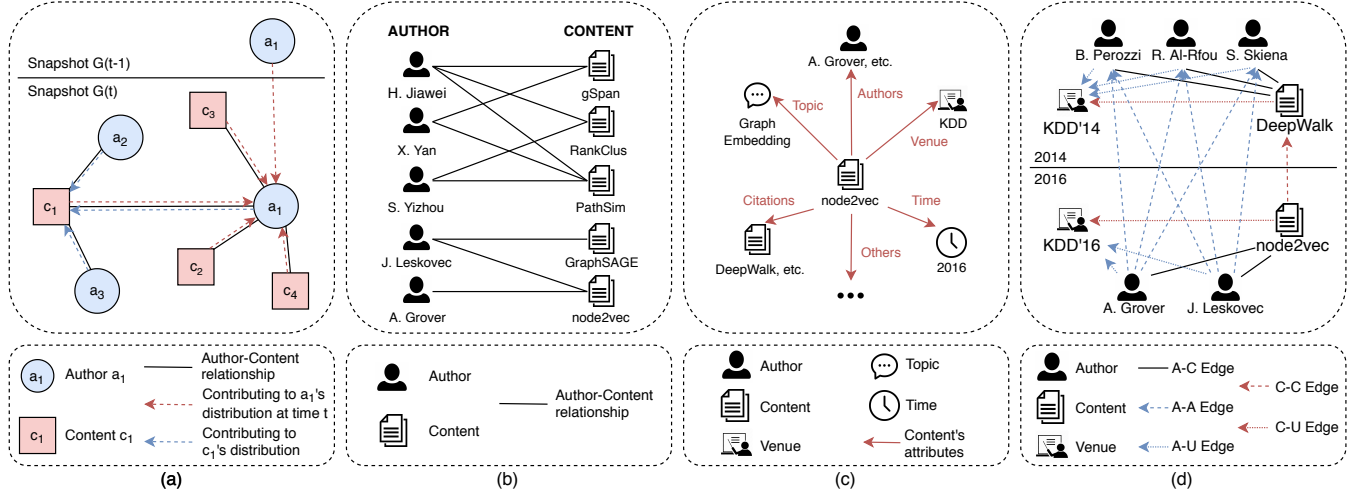 Snapshot G(t-1)
Snapshot G(t)
a1
a2
c3
c1
a1
c2
a3
c4
a1
Author a1
c1
Content c1
Author-Content
relationship
Contributing to a1's
distribution at time t
Contributing to
c1's distribution
(a)
AUTHOR
CONTENT
H. Jiawei
gSpan
X. Yan
RankClus
S. Yizhou
PathSim
J. Leskovec
GraphSAGE
A. Grover
node2vec
Author
Content
Author-Content
relationship
(b)
A. Grover, etc.
Authors
Topic
Graph
Embedding
KDD
Venue
node2vec
Citations
Time
DeepWalk, etc.
2016
Others
Author
Topic
Content
Time
Venue
Content's
attributes
(c)
B. Perozzi
R. Al-Rfou
S. Skiena
KDD'14
DeepWalk
2014
2016
KDD'16
node2vec
A. Grover
J. Leskovec
Author
Content
Venue
A-C Edge
A-A Edge
A-U Edge
C-C Edge
C-U Edge
(d)